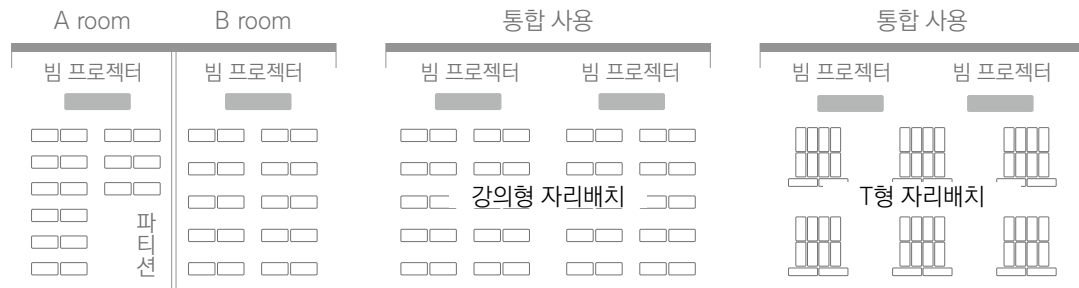 A room
B room
통합 사용
통합 사용
빔 프로젝터
빔 프로젝터
빔 프로젝터
빔 프로젝터
빔 프로젝터
빔 프로젝터
강의형 자리배치
T형 자리배치
파티션